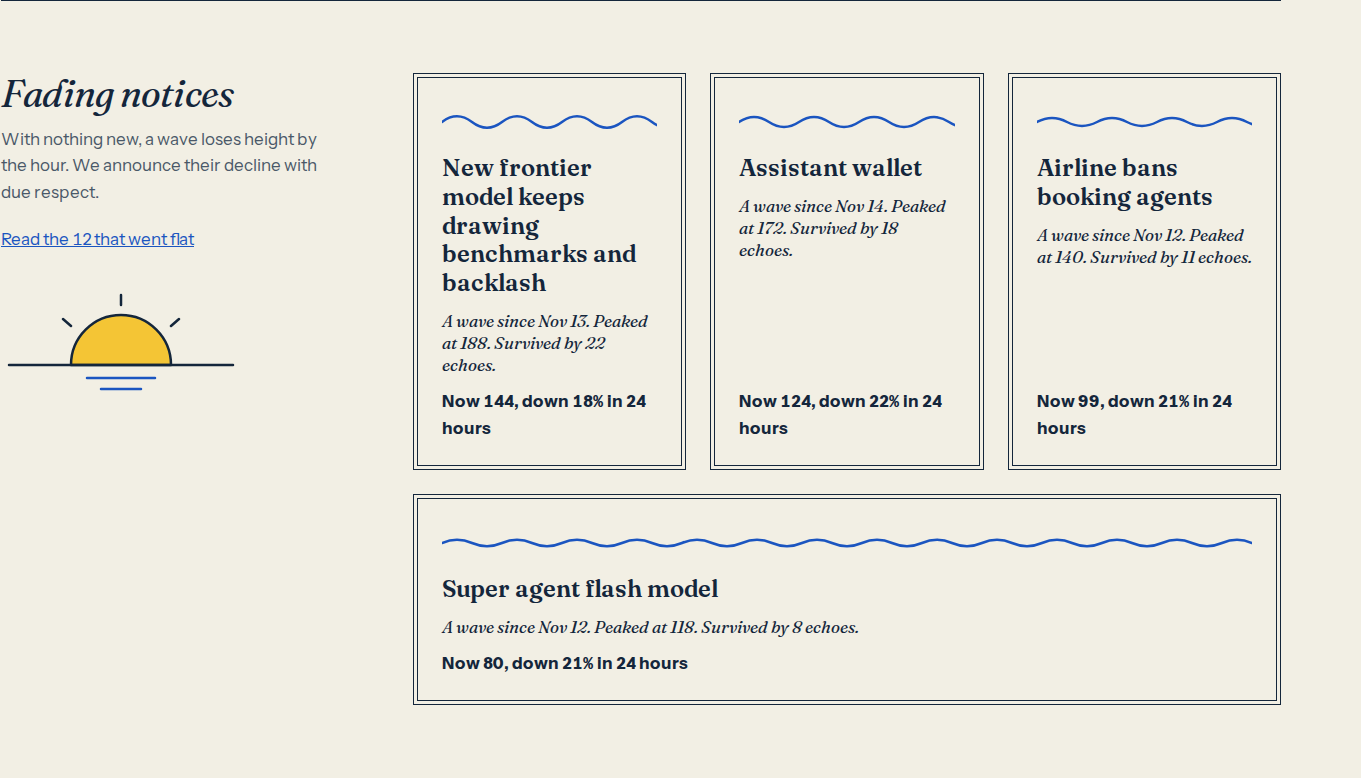 Fading notices
With nothing new, a wave loses height by
the hour. We announce their decline with
due respect.
Read the 12 that went flat
New frontier
model keeps
drawing
benchmarks and
backlash
A wave since Nov 13. Peaked
at 188. Survived by 22
echoes.
Now 144, down 18% in 24
hours
Assistant wallet
A wave since Nov 14. Peaked
at 172. Survived by 18
echoes.
Now 124, down 22% in 24
hours
Airline bans
booking agents
A wave since Nov 12. Peaked
at 140. Survived by 11 echoes.
Now 99, down 21% in 24
hours
Super agent flash model
A wave since Nov 12. Peaked at 118. Survived by 8 echoes.
Now 80, down 21% in 24 hours